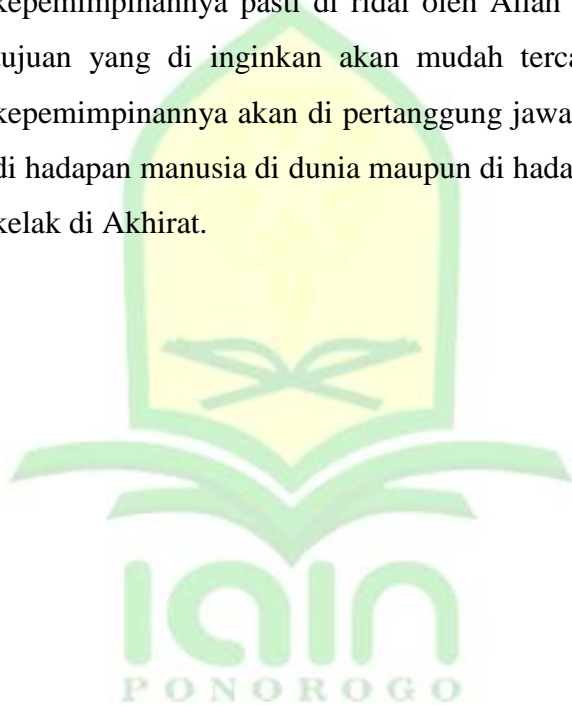 kepemimpinannya pasti di ridai oleh Allah
tujuan yang di inginkan akan mudah
kepemimpinannya akan di pertanggung
di hadapan manusia di dunia maupun di
kelak di Akhirat.
iain
PONOROGO